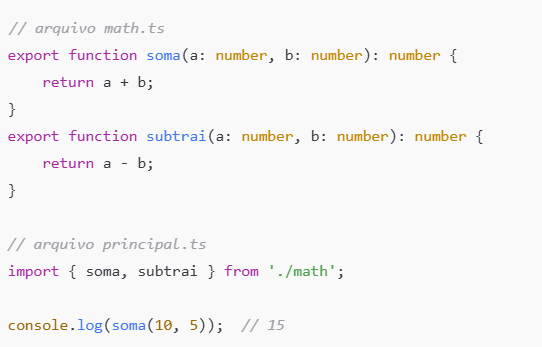 // arquivo math.ts
export function soma(a: number, b: number): number {
    return a + b;
}
export function subtrai(a: number, b: number): number {
    return a - b;
}

// arquivo principal.ts
import { soma, subtrai } from './math';

console.log(soma(10, 5));  // 15